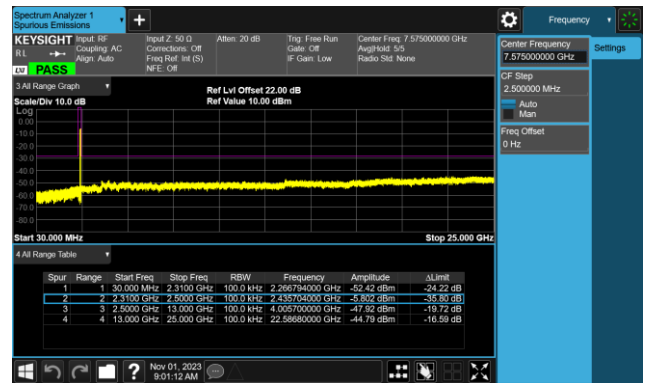 Spectrum Analyzer 1
Spurious Emissions
Frequency
KEYSIGHT Input: RF Input Z: 50 Ω Atten: 20 dB Trig: Free Run Center Freq: 7.575000000 GHz
RL Coupling: AC Corrections: Off Gate: Off Avg|Hold: 5/5
Align: Auto Freq Ref: Int (S) IF Gain: Low Radio Std: None
NFE: Off
LXI PASS
Center Frequency
7.575000000 GHz
Settings
CF Step
2.500000 MHz
Auto
Man
Freq Offset
0 Hz
3 All Range Graph
Ref Lvl Offset 22.00 dB
Scale/Div 10.0 dB Ref Value 10.00 dBm
Log
0.00
-10.0
-20.0
-30.0
-40.0
-50.0
-60.0
-70.0
-80.0
Start 30.000 MHz Stop 25.000 GHz
4 All Range Table
Spur Range Start Freq Stop Freq RBW Frequency Amplitude ΔLimit
1 1 30.000 MHz 2.3100 GHz 100.0 kHz 2.266794000 GHz -52.42 dBm -24.22 dB
2 2 2.3100 GHz 2.5000 GHz 100.0 kHz 2.435704000 GHz -5.802 dBm -35.80 dB
3 3 2.5000 GHz 13.000 GHz 100.0 kHz 4.005700000 GHz -47.92 dBm -19.72 dB
4 4 13.000 GHz 25.000 GHz 100.0 kHz 22.58680000 GHz -44.79 dBm -16.59 dB
Nov 01, 2023
9:01:12 AM